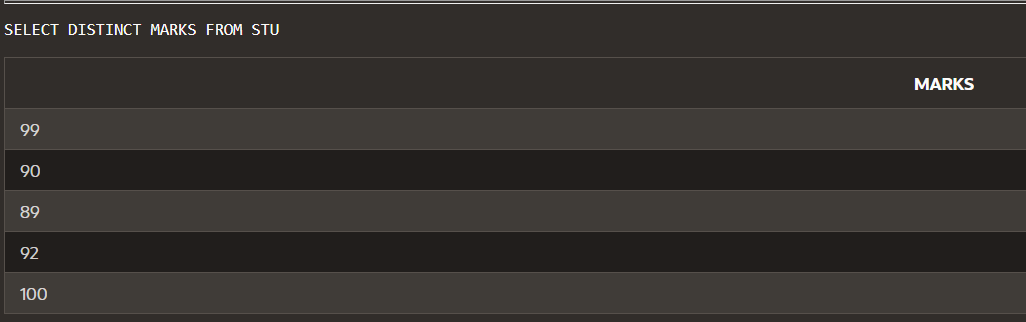 SELECT DISTINCT MARKS FROM STU
MARKS
99
90
89
92
100